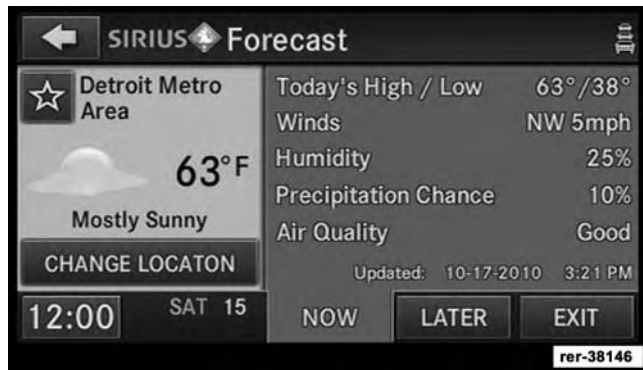 SIRIUS Forecast
Detroit Metro
Area
63°F
Mostly Sunny
CHANGE LOCATON
Today's High / Low 63°/38°
Winds NW 5mph
Humidity 25%
Precipitation Chance 10%
Air Quality Good
Updated: 10-17-2010 3:21 PM
12:00 SAT 15 NOW LATER EXIT
rer-38146